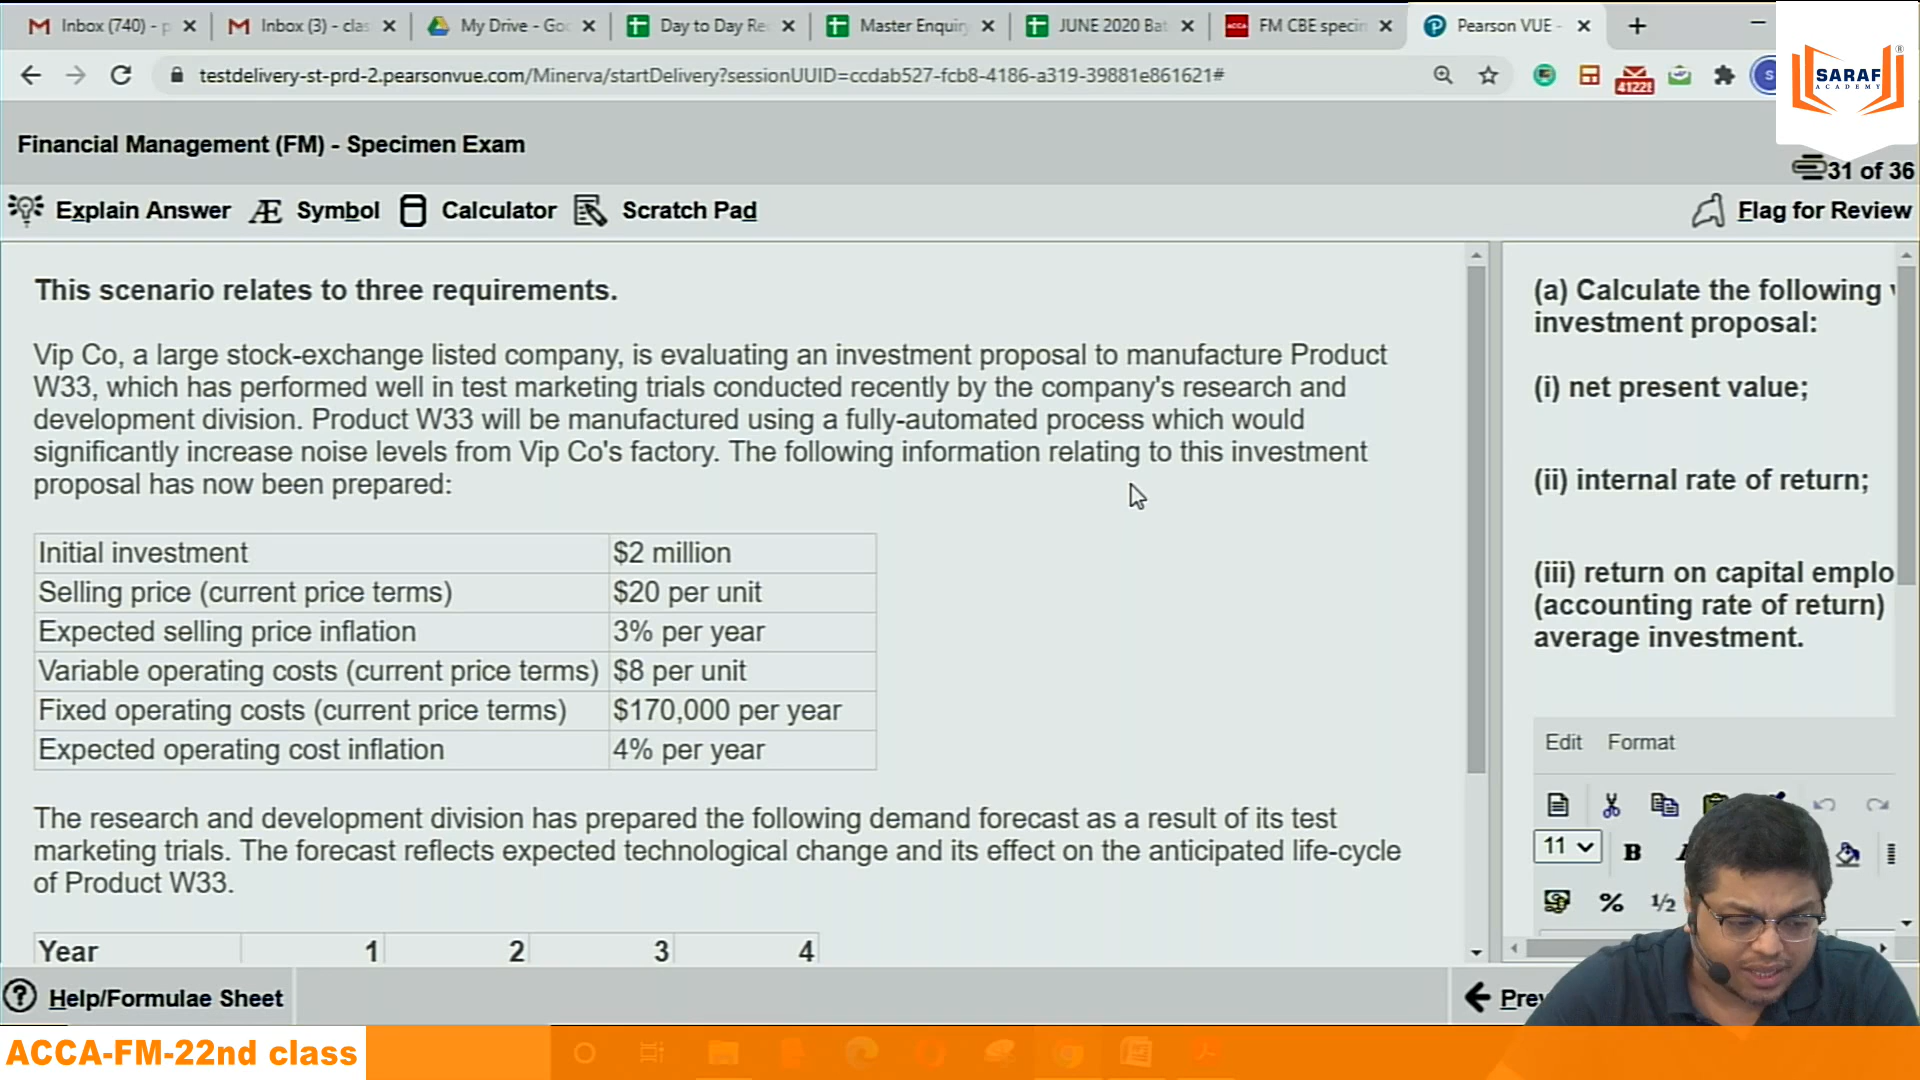 Inbox (740) - p
Inbox (3) - clas
My Drive - Goo
Day to Day Re
Master Enquiry
JUNE 2020 Bat
FM CBE specim
Pearson VUE -
testdelivery-st-prd-2.pearsonvue.com/Minerva/startDelivery?sessionUUID=ccdab527-fcb8-4186-a319-39881e861621#
SARAF
ACADEMY
Financial Management (FM) - Specimen Exam
31 of 36
Explain Answer
Symbol
Calculator
Scratch Pad
Flag for Review
This scenario relates to three requirements.
Vip Co, a large stock-exchange listed company, is evaluating an investment proposal to manufacture Product
W33, which has performed well in test marketing trials conducted recently by the company's research and
development division. Product W33 will be manufactured using a fully-automated process which would
significantly increase noise levels from Vip Co's factory. The following information relating to this investment
proposal has now been prepared:
Initial investment $2 million
Selling price (current price terms) $20 per unit
Expected selling price inflation 3% per year
Variable operating costs (current price terms) $8 per unit
Fixed operating costs (current price terms) $170,000 per year
Expected operating cost inflation 4% per year
The research and development division has prepared the following demand forecast as a result of its test
marketing trials. The forecast reflects expected technological change and its effect on the anticipated life-cycle
of Product W33.
Year 1 2 3 4
(a) Calculate the following
investment proposal:
(i) net present value;
(ii) internal rate of return;
(iii) return on capital emplo
(accounting rate of return)
average investment.
Edit Format
11
B
% ½
Help/Formulae Sheet
Prev
ACCA-FM-22nd class